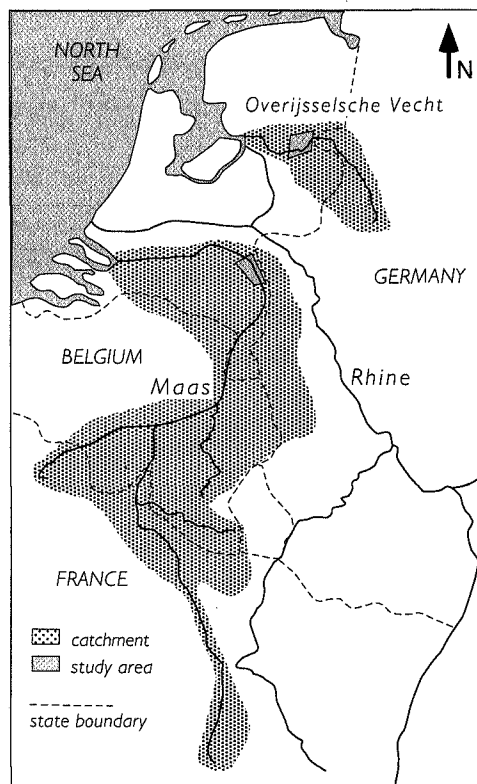 NORTH
SEA
N
Overijsselsche Vecht
GERMANY
BELGIUM
Maas
Rhine
FRANCE
catchment
study area
state boundary